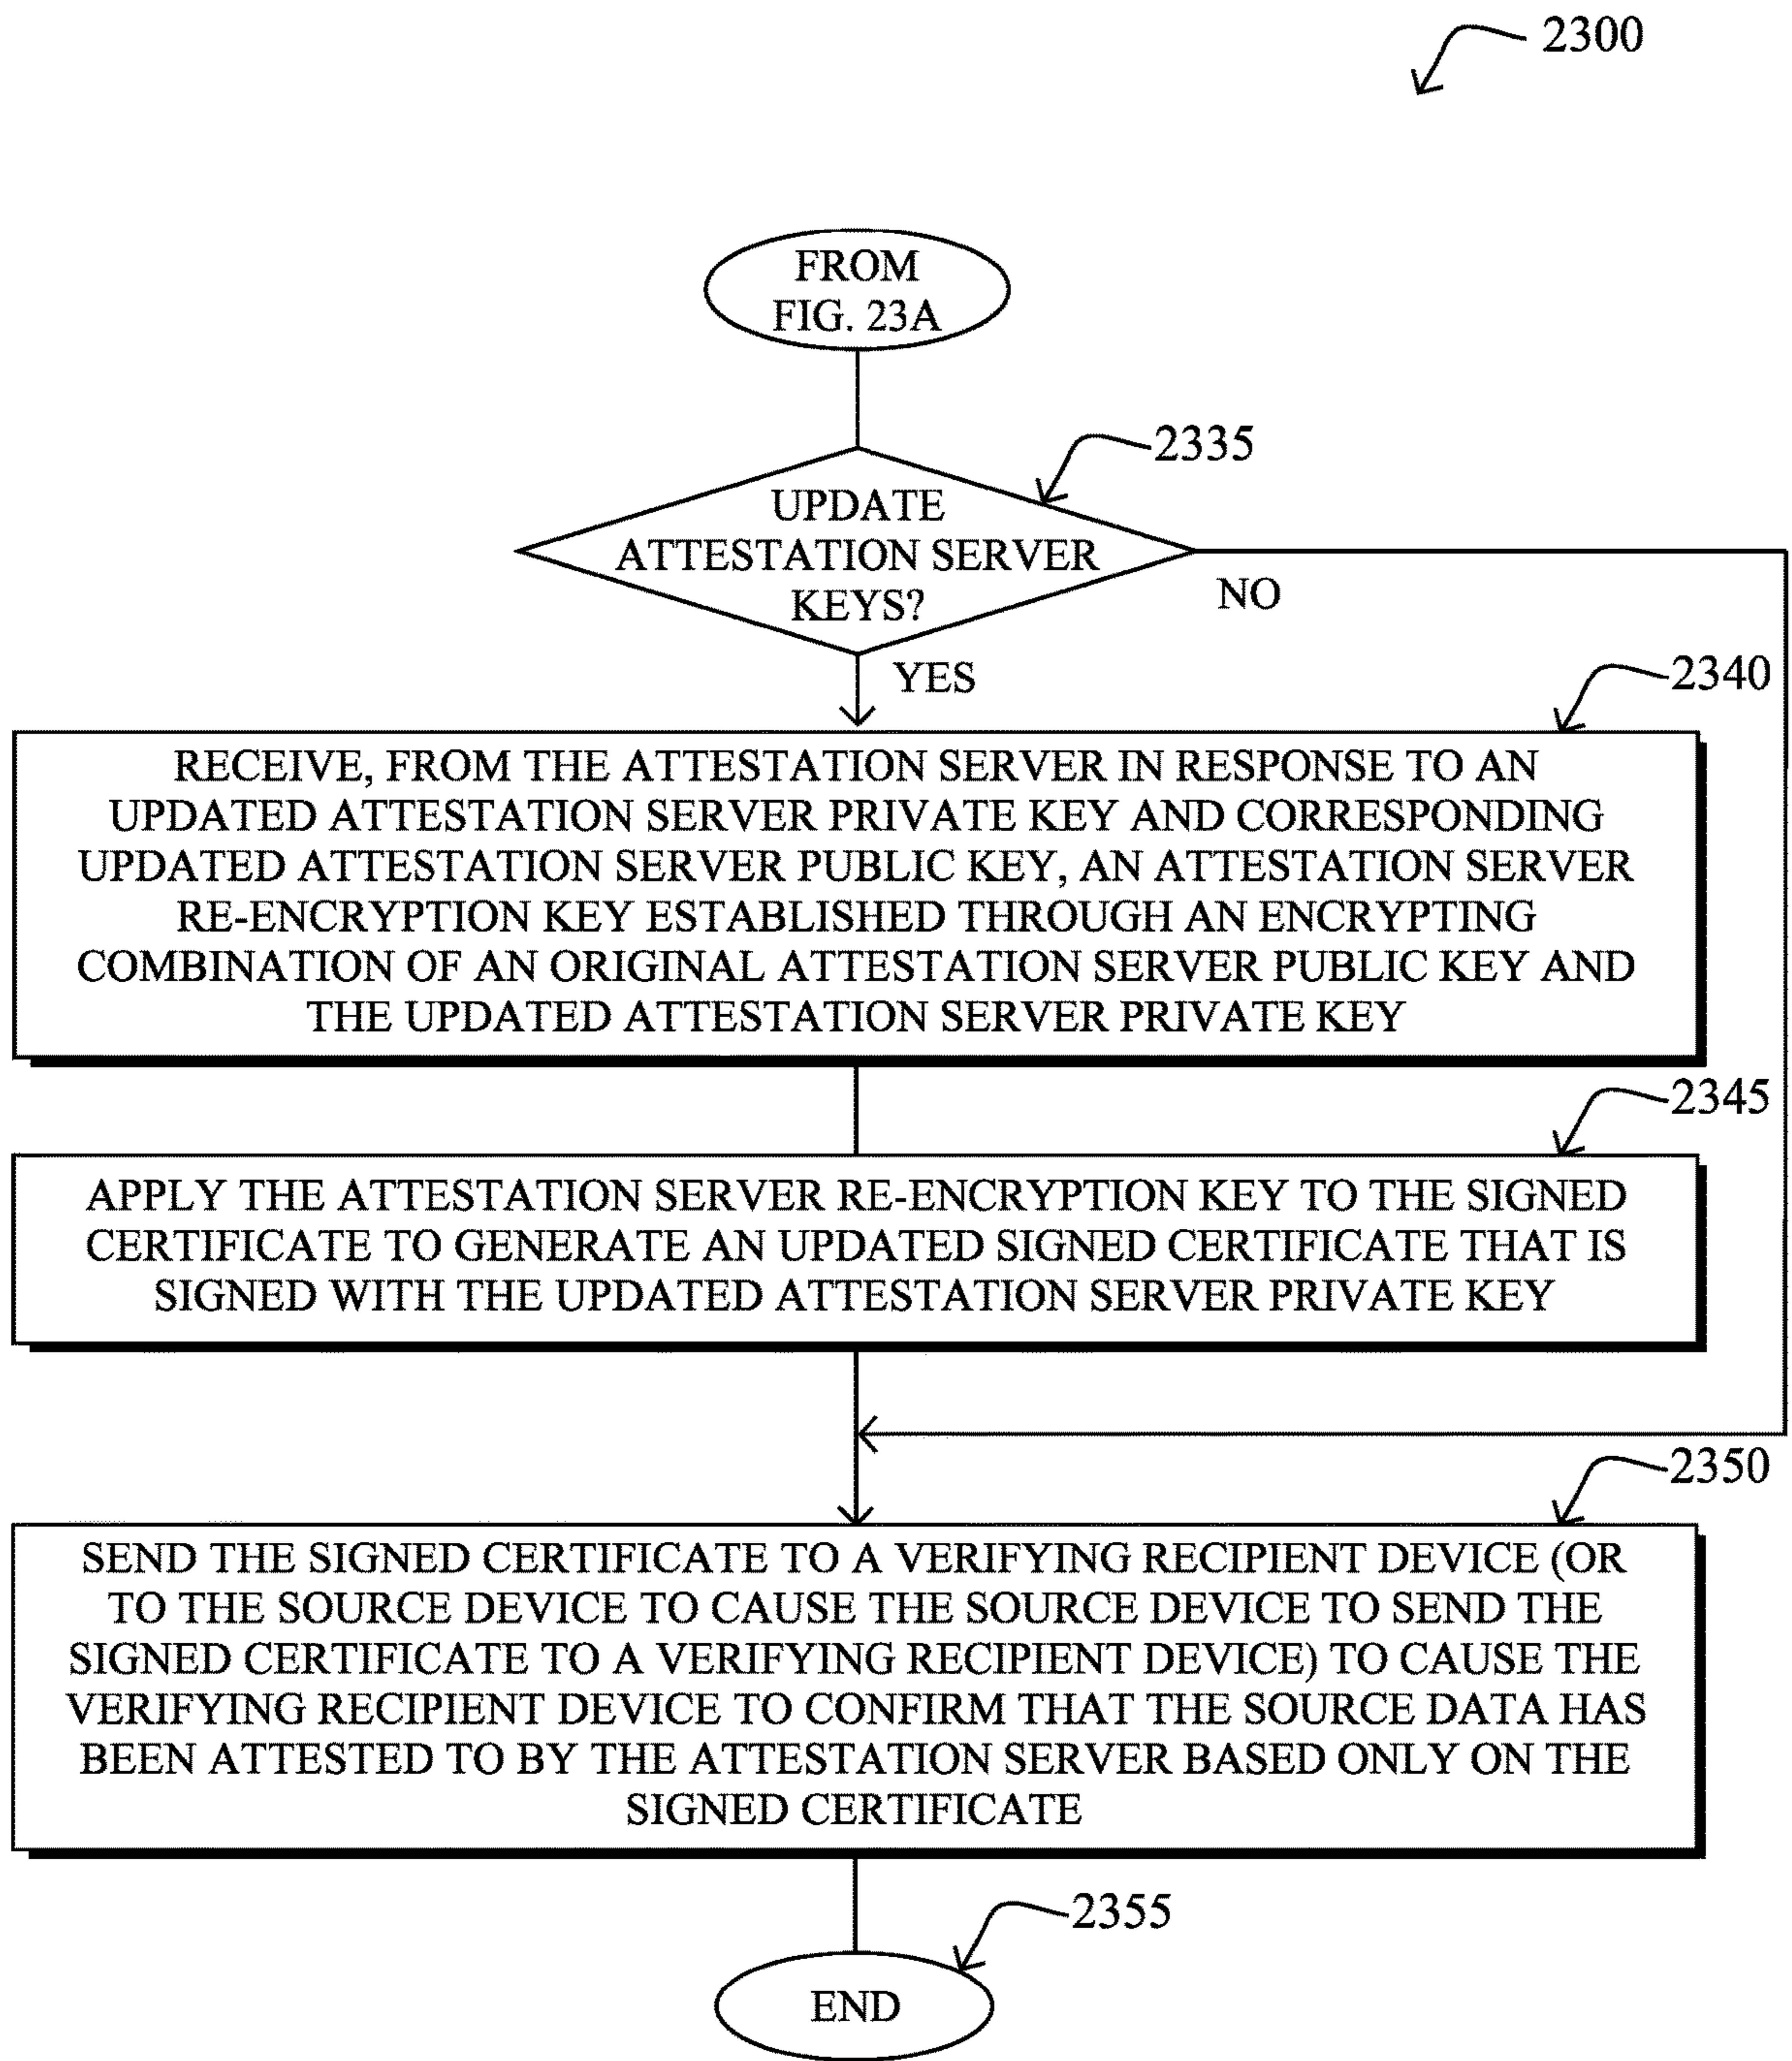 2300
FROM
FIG. 23A
2335
UPDATE
ATTESTATION SERVER
KEYS?
NO
YES
2340
RECEIVE, FROM THE ATTESTATION SERVER IN RESPONSE TO AN
UPDATED ATTESTATION SERVER PRIVATE KEY AND CORRESPONDING
UPDATED ATTESTATION SERVER PUBLIC KEY, AN ATTESTATION SERVER
RE-ENCRYPTION KEY ESTABLISHED THROUGH AN ENCRYPTING
COMBINATION OF AN ORIGINAL ATTESTATION SERVER PUBLIC KEY AND
THE UPDATED ATTESTATION SERVER PRIVATE KEY
2345
APPLY THE ATTESTATION SERVER RE-ENCRYPTION KEY TO THE SIGNED
CERTIFICATE TO GENERATE AN UPDATED SIGNED CERTIFICATE THAT IS
SIGNED WITH THE UPDATED ATTESTATION SERVER PRIVATE KEY
2350
SEND THE SIGNED CERTIFICATE TO A VERIFYING RECIPIENT DEVICE (OR
TO THE SOURCE DEVICE TO CAUSE THE SOURCE DEVICE TO SEND THE
SIGNED CERTIFICATE TO A VERIFYING RECIPIENT DEVICE) TO CAUSE THE
VERIFYING RECIPIENT DEVICE TO CONFIRM THAT THE SOURCE DATA HAS
BEEN ATTESTED TO BY THE ATTESTATION SERVER BASED ONLY ON THE
SIGNED CERTIFICATE
2355
END